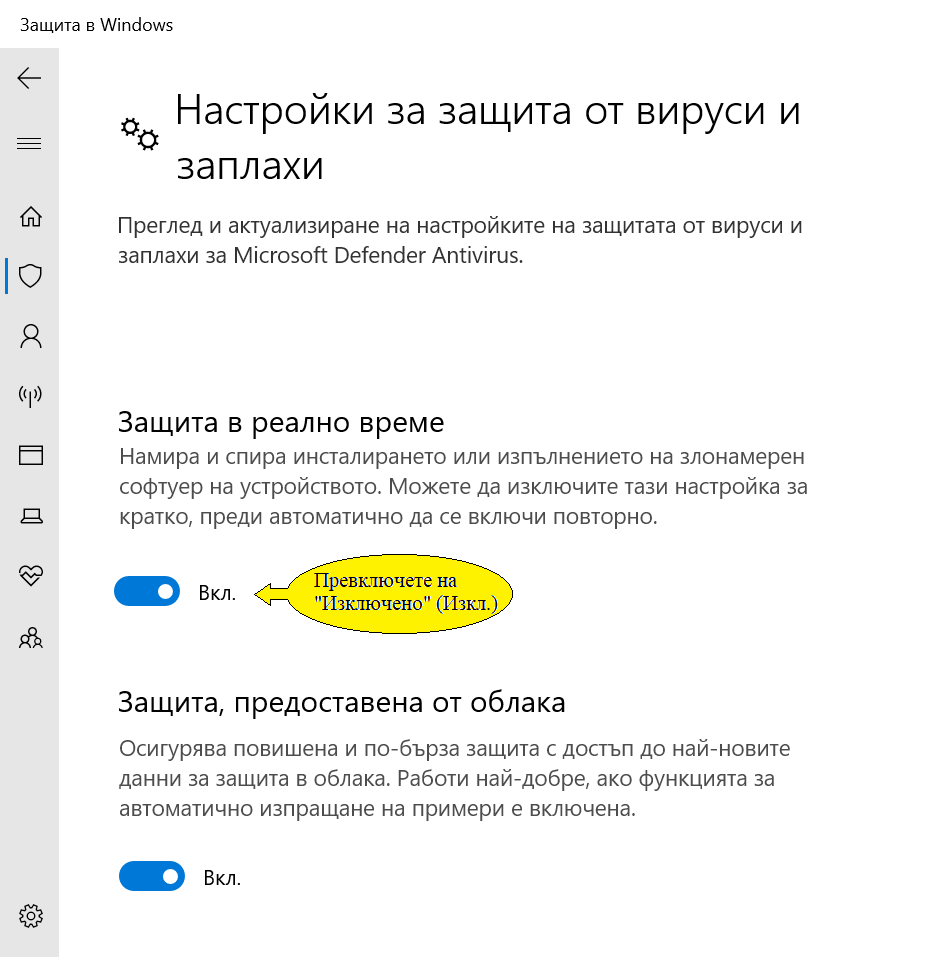 Защита в Windows
Настройки за защита от вируси и
заплахи
Преглед и актуализиране на настройките на защитата от вируси и
заплахи за Microsoft Defender Antivirus.
Защита в реално време
Намира и спира инсталирането или изпълнението на злонамерен
софтуер на устройството. Можете да изключите тази настройка за
кратко, преди автоматично да се включи повторно.
Вкл.
Превключете на
"Изключено" (Изкл.)
Защита, предоставена от облака
Осигурява повишена и по-бърза защита с достъп до най-новите
данни за защита в облака. Работи най-добре, ако функцията за
автоматично изпращане на примери е включена.
Вкл.